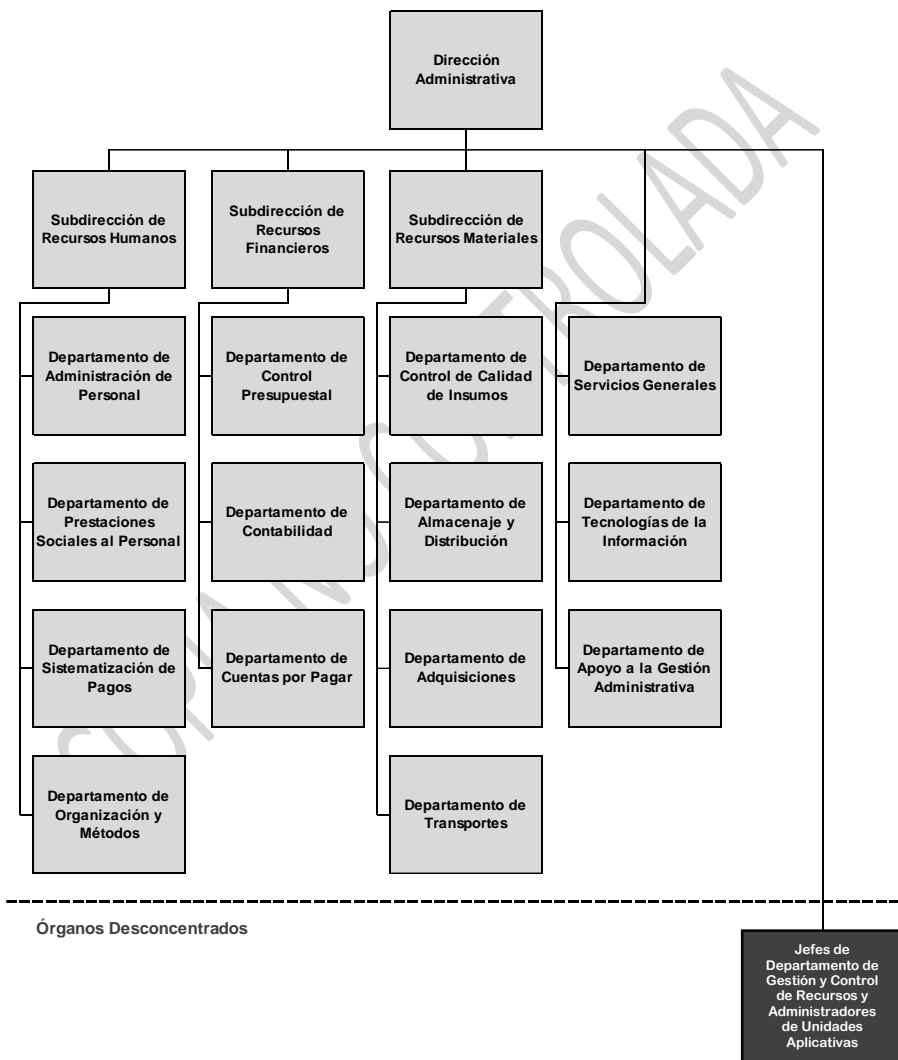 Dirección
Administrativa
Subdirección de
Recursos Humanos
Subdirección de
Recursos
Financieros
Subdirección de
Recursos Materiales
Departamento de
Administración de
Personal
Departamento de
Control
Presupuestal
Departamento de
Control de Calidad
de Insumos
Departamento de
Servicios Generales
Departamento de
Prestaciones
Sociales al Personal
Departamento de
Contabilidad
Departamento de
Almacenaje y
Distribución
Departamento de
Tecnologías de la
Información
Departamento de
Sistematización de
Pagos
Departamento de
Cuentas por Pagar
Departamento de
Adquisiciones
Departamento de
Apoyo a la Gestión
Administrativa
Departamento de
Organización y
Métodos
Departamento de
Transportes
Órganos Desconcentrados
Jefes de
Departamento de
Gestión y Control
de Recursos y
Administradores
de Unidades
Aplicativas
COPIA NO CONTROLADA